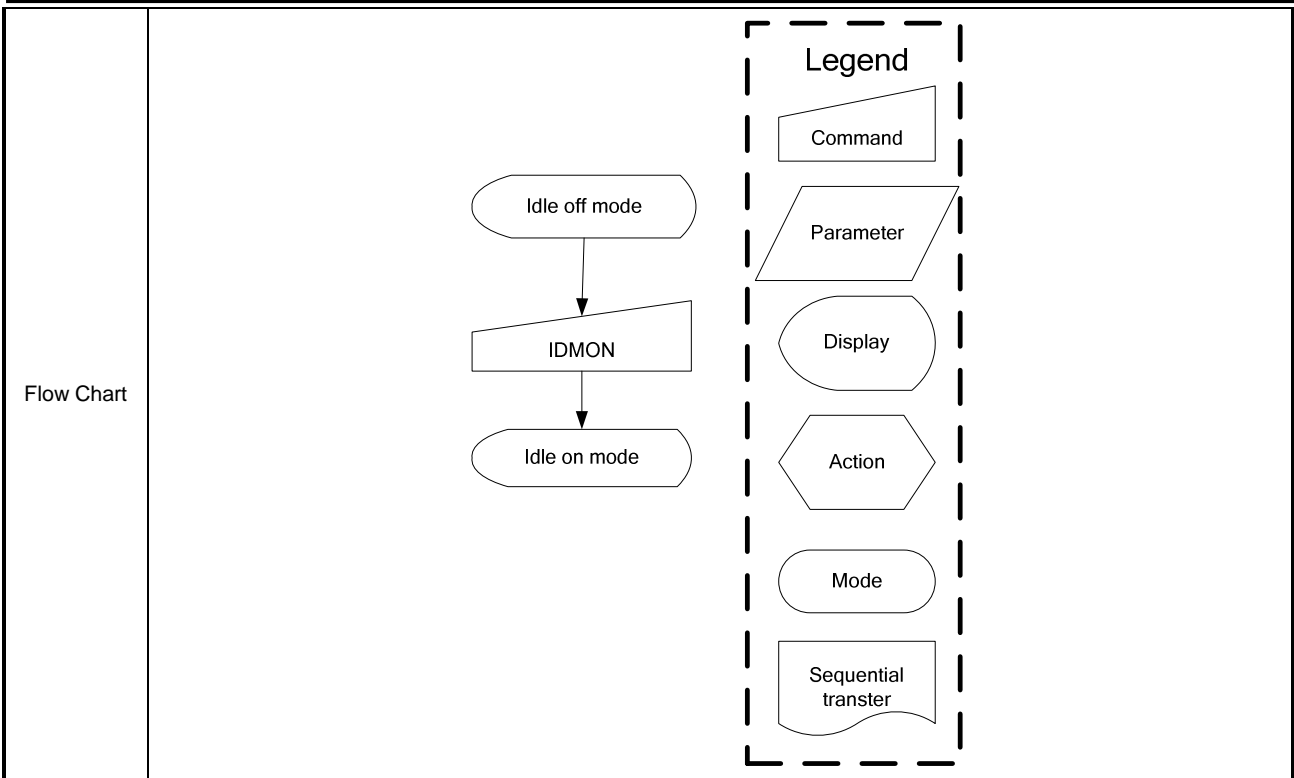 Flow Chart
Idle off mode
IDMON
Idle on mode
Legend
Command
Parameter
Display
Action
Mode
Sequential
transter